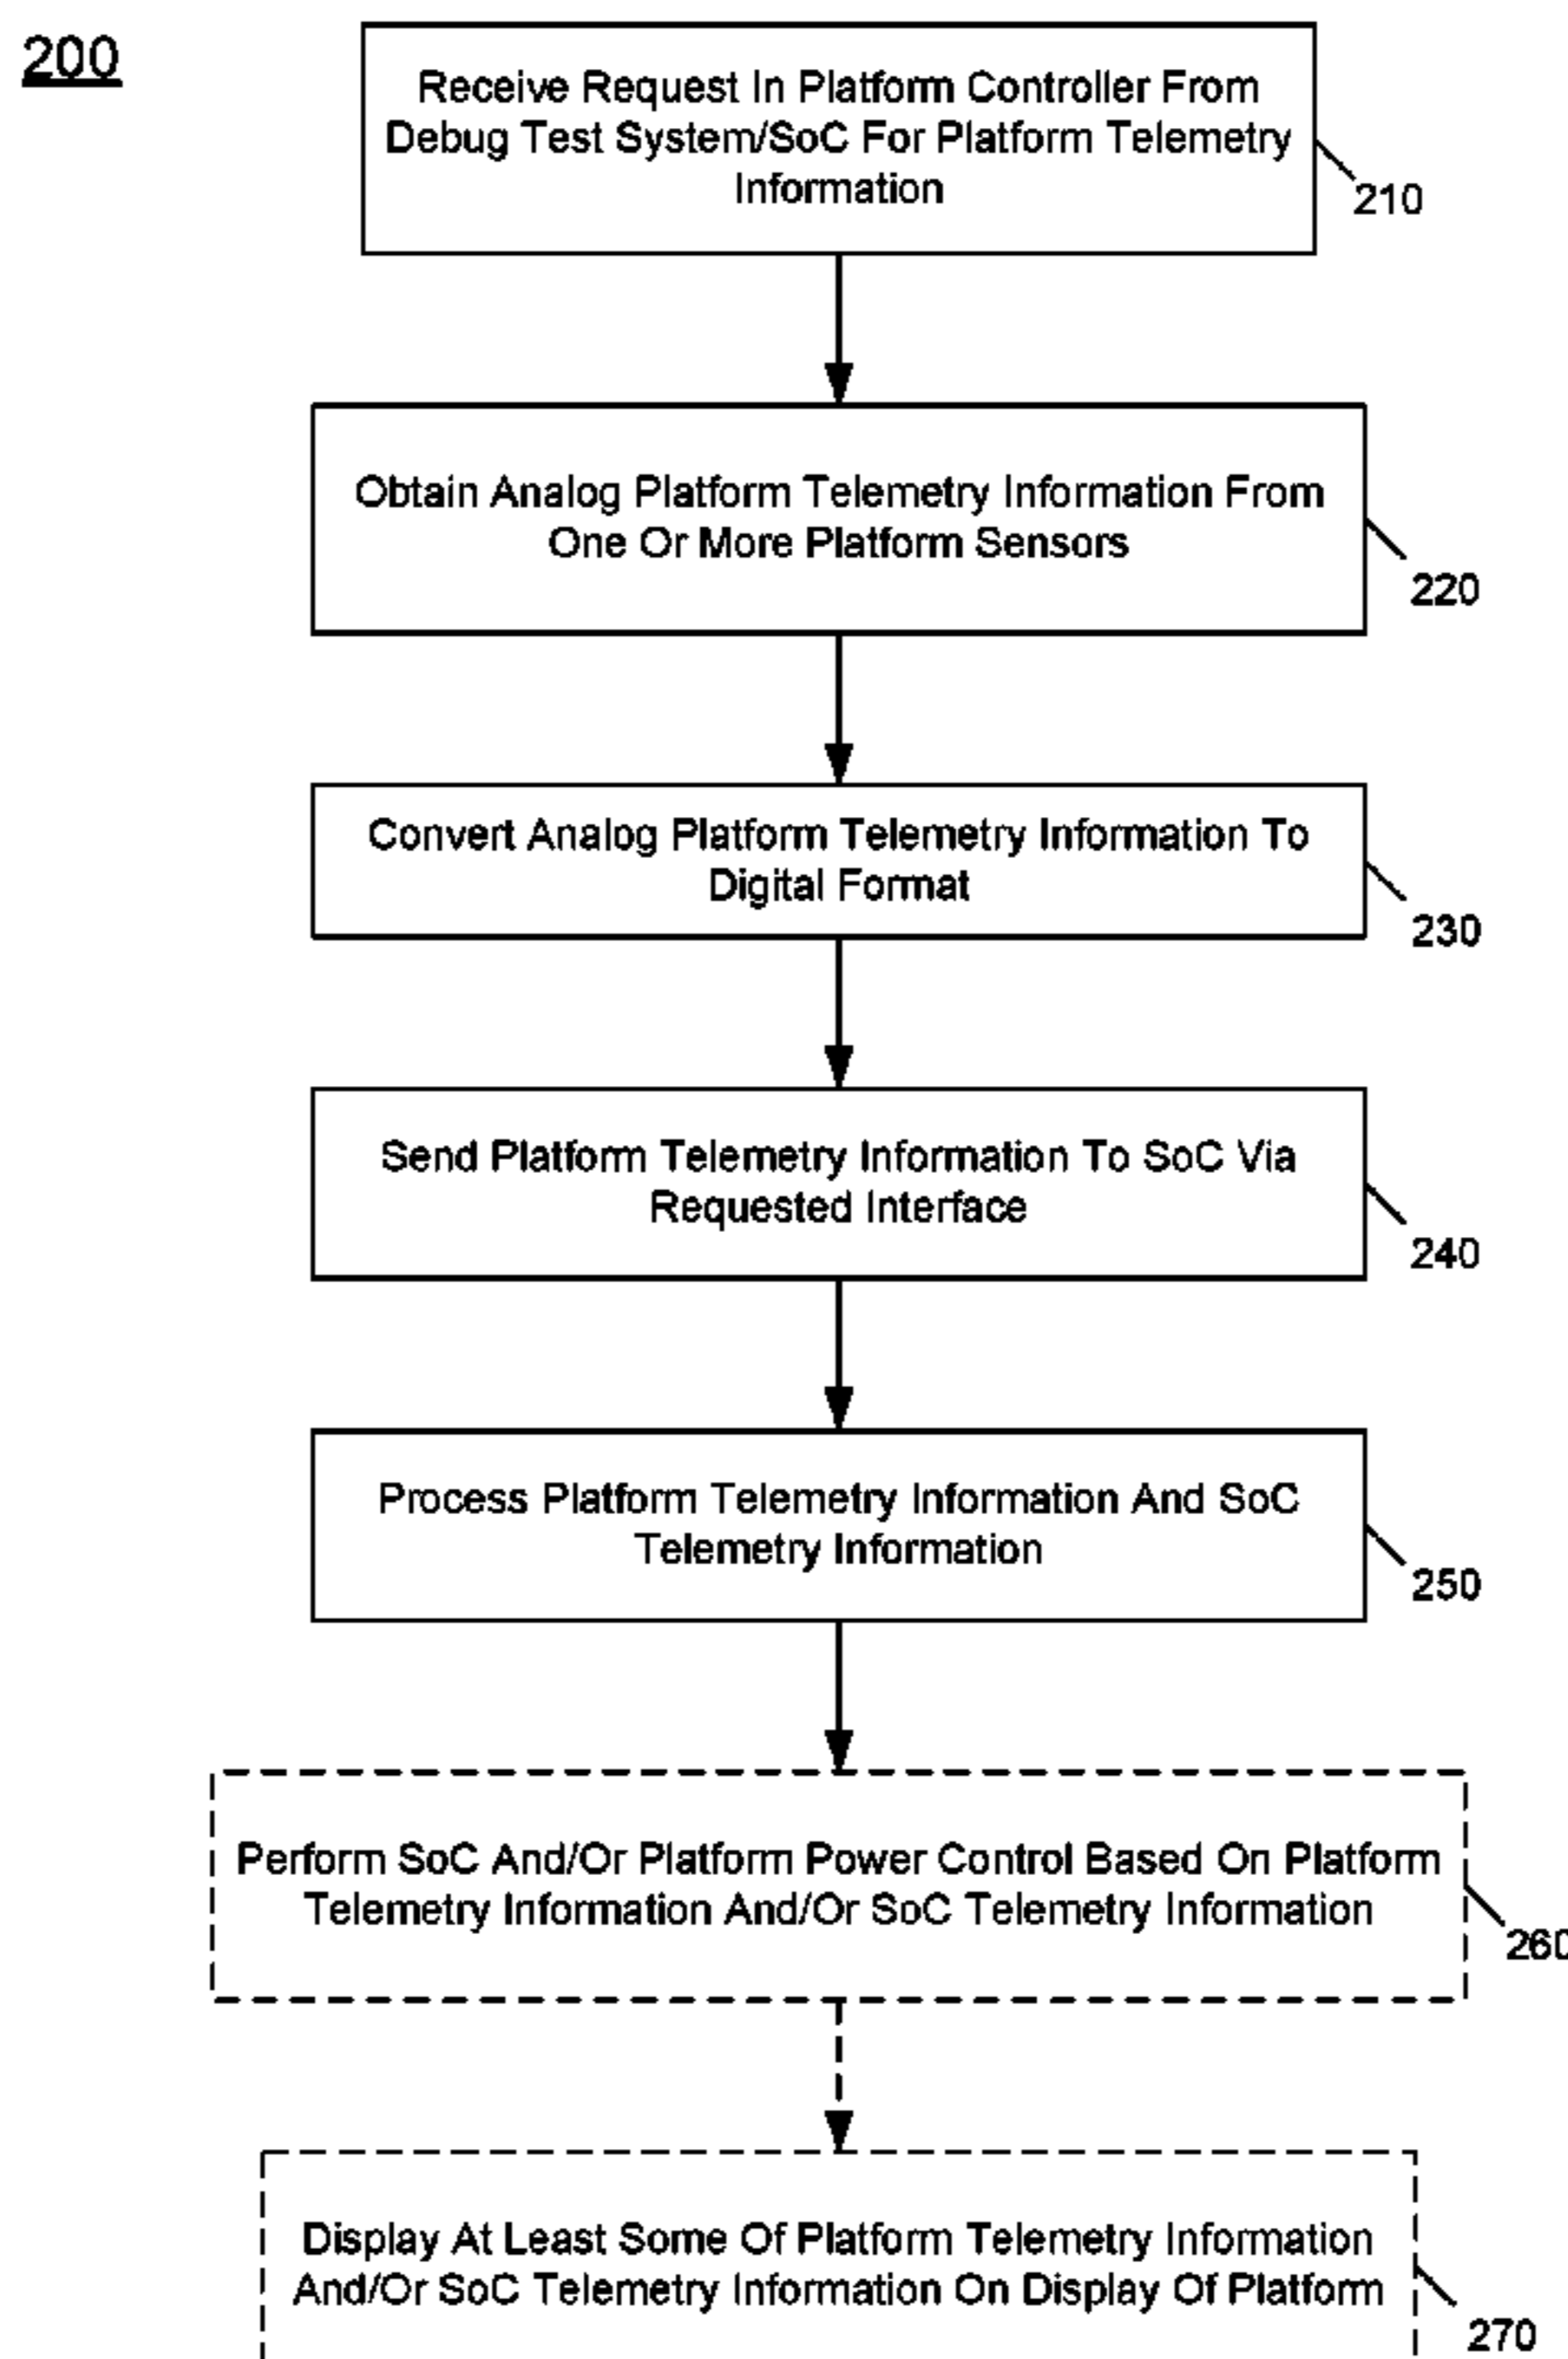 200
Receive Request In Platform Controller From
Debug Test System/SoC For Platform Telemetry
Information
210
Obtain Analog Platform Telemetry Information From
One Or More Platform Sensors
220
Convert Analog Platform Telemetry Information To
Digital Format
230
Send Platform Telemetry Information To SoC Via
Requested Interface
240
Process Platform Telemetry Information And SoC
Telemetry Information
250
Perform SoC And/Or Platform Power Control Based On Platform
Telemetry Information And/Or SoC Telemetry Information
260
Display At Least Some Of Platform Telemetry Information
And/Or SoC Telemetry Information On Display Of Platform
270